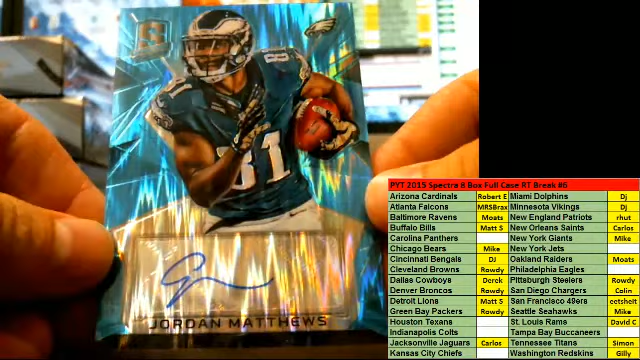 81
81
JORDAN MATTHEWS
PYT 2015 Spectra 8 Box Full Case RT Break #6
Arizona Cardinals Robert E Miami Dolphins Dj
Atlanta Falcons MRSBrax Minnesota Vikings Dj
Baltimore Ravens Moats New England Patriots rhut
Buffalo Bills Matt S New Orleans Saints Carlos
Carolina Panthers New York Giants Mike
Chicago Bears Mike New York Jets
Cincinnati Bengals DJ Oakland Raiders Moats
Cleveland Browns Rowdy Philadelphia Eagles
Dallas Cowboys Derek Pittsburgh Steelers Rowdy
Denver Broncos Rowdy San Diego Chargers Colin
Detroit Lions Matt S San Francisco 49ers eetsheit
Green Bay Packers Rowdy Seattle Seahawks Mike
Houston Texans St. Louis Rams David C
Indianapolis Colts Tampa Bay Buccaneers
Jacksonville Jaguars Carlos Tennessee Titans Simon
Kansas City Chiefs Washington Redskins Gilly